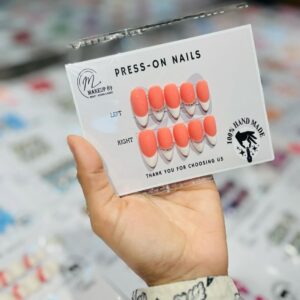 PRESS-ON NAILS
M
MAKEUP By
LEFT
RIGHT
100% HAND MADE
THANK YOU FOR CHOOSING US